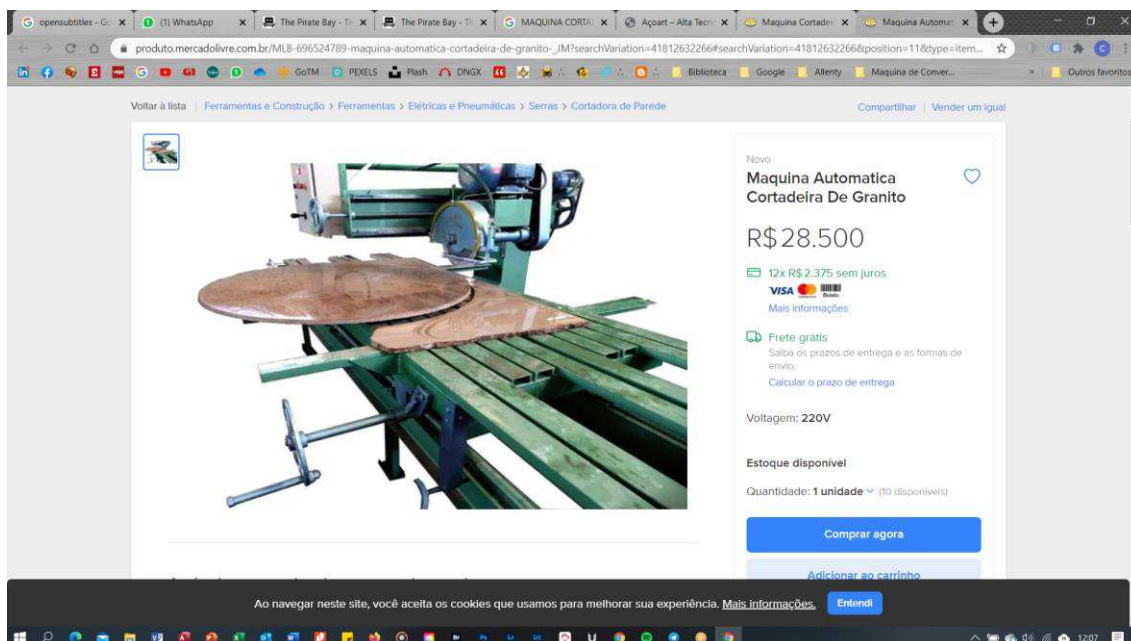 opensubtitles - Go
(1) WhatsApp
The Pirate Bay - Th
The Pirate Bay - Th
MAQUINA CORTA
Açoart – Alta Tecno
Maquina Cortadei
Maquina Automat
produto.mercadolivre.com.br/MLB-696524789-maquina-automatica-cortadeira-de-granito-_JM?searchVariation=41812632266#searchVariation=41812632266&position=11&type=item...
GoTM
PEXELS
Plash
DNGX
Biblioteca
Google
Allenty
Maquina de Conver...
Outros favoritos
Voltar à lista | Ferramentas e Construção > Ferramentas > Elétricas e Pneumáticas > Serras > Cortadora de Parede
Compartilhar | Vender um igual
Novo
Maquina Automatica
Cortadeira De Granito
R$ 28.500
12x R$ 2.375 sem juros
VISA
Boleto
Mais informações
Frete grátis
Saiba os prazos de entrega e as formas de
envio.
Calcular o prazo de entrega
Voltagem: 220V
Estoque disponível
Quantidade: 1 unidade (10 disponíveis)
Comprar agora
Adicionar ao carrinho
Ao navegar neste site, você aceita os cookies que usamos para melhorar sua experiência. Mais informações.
Entendi
12:07